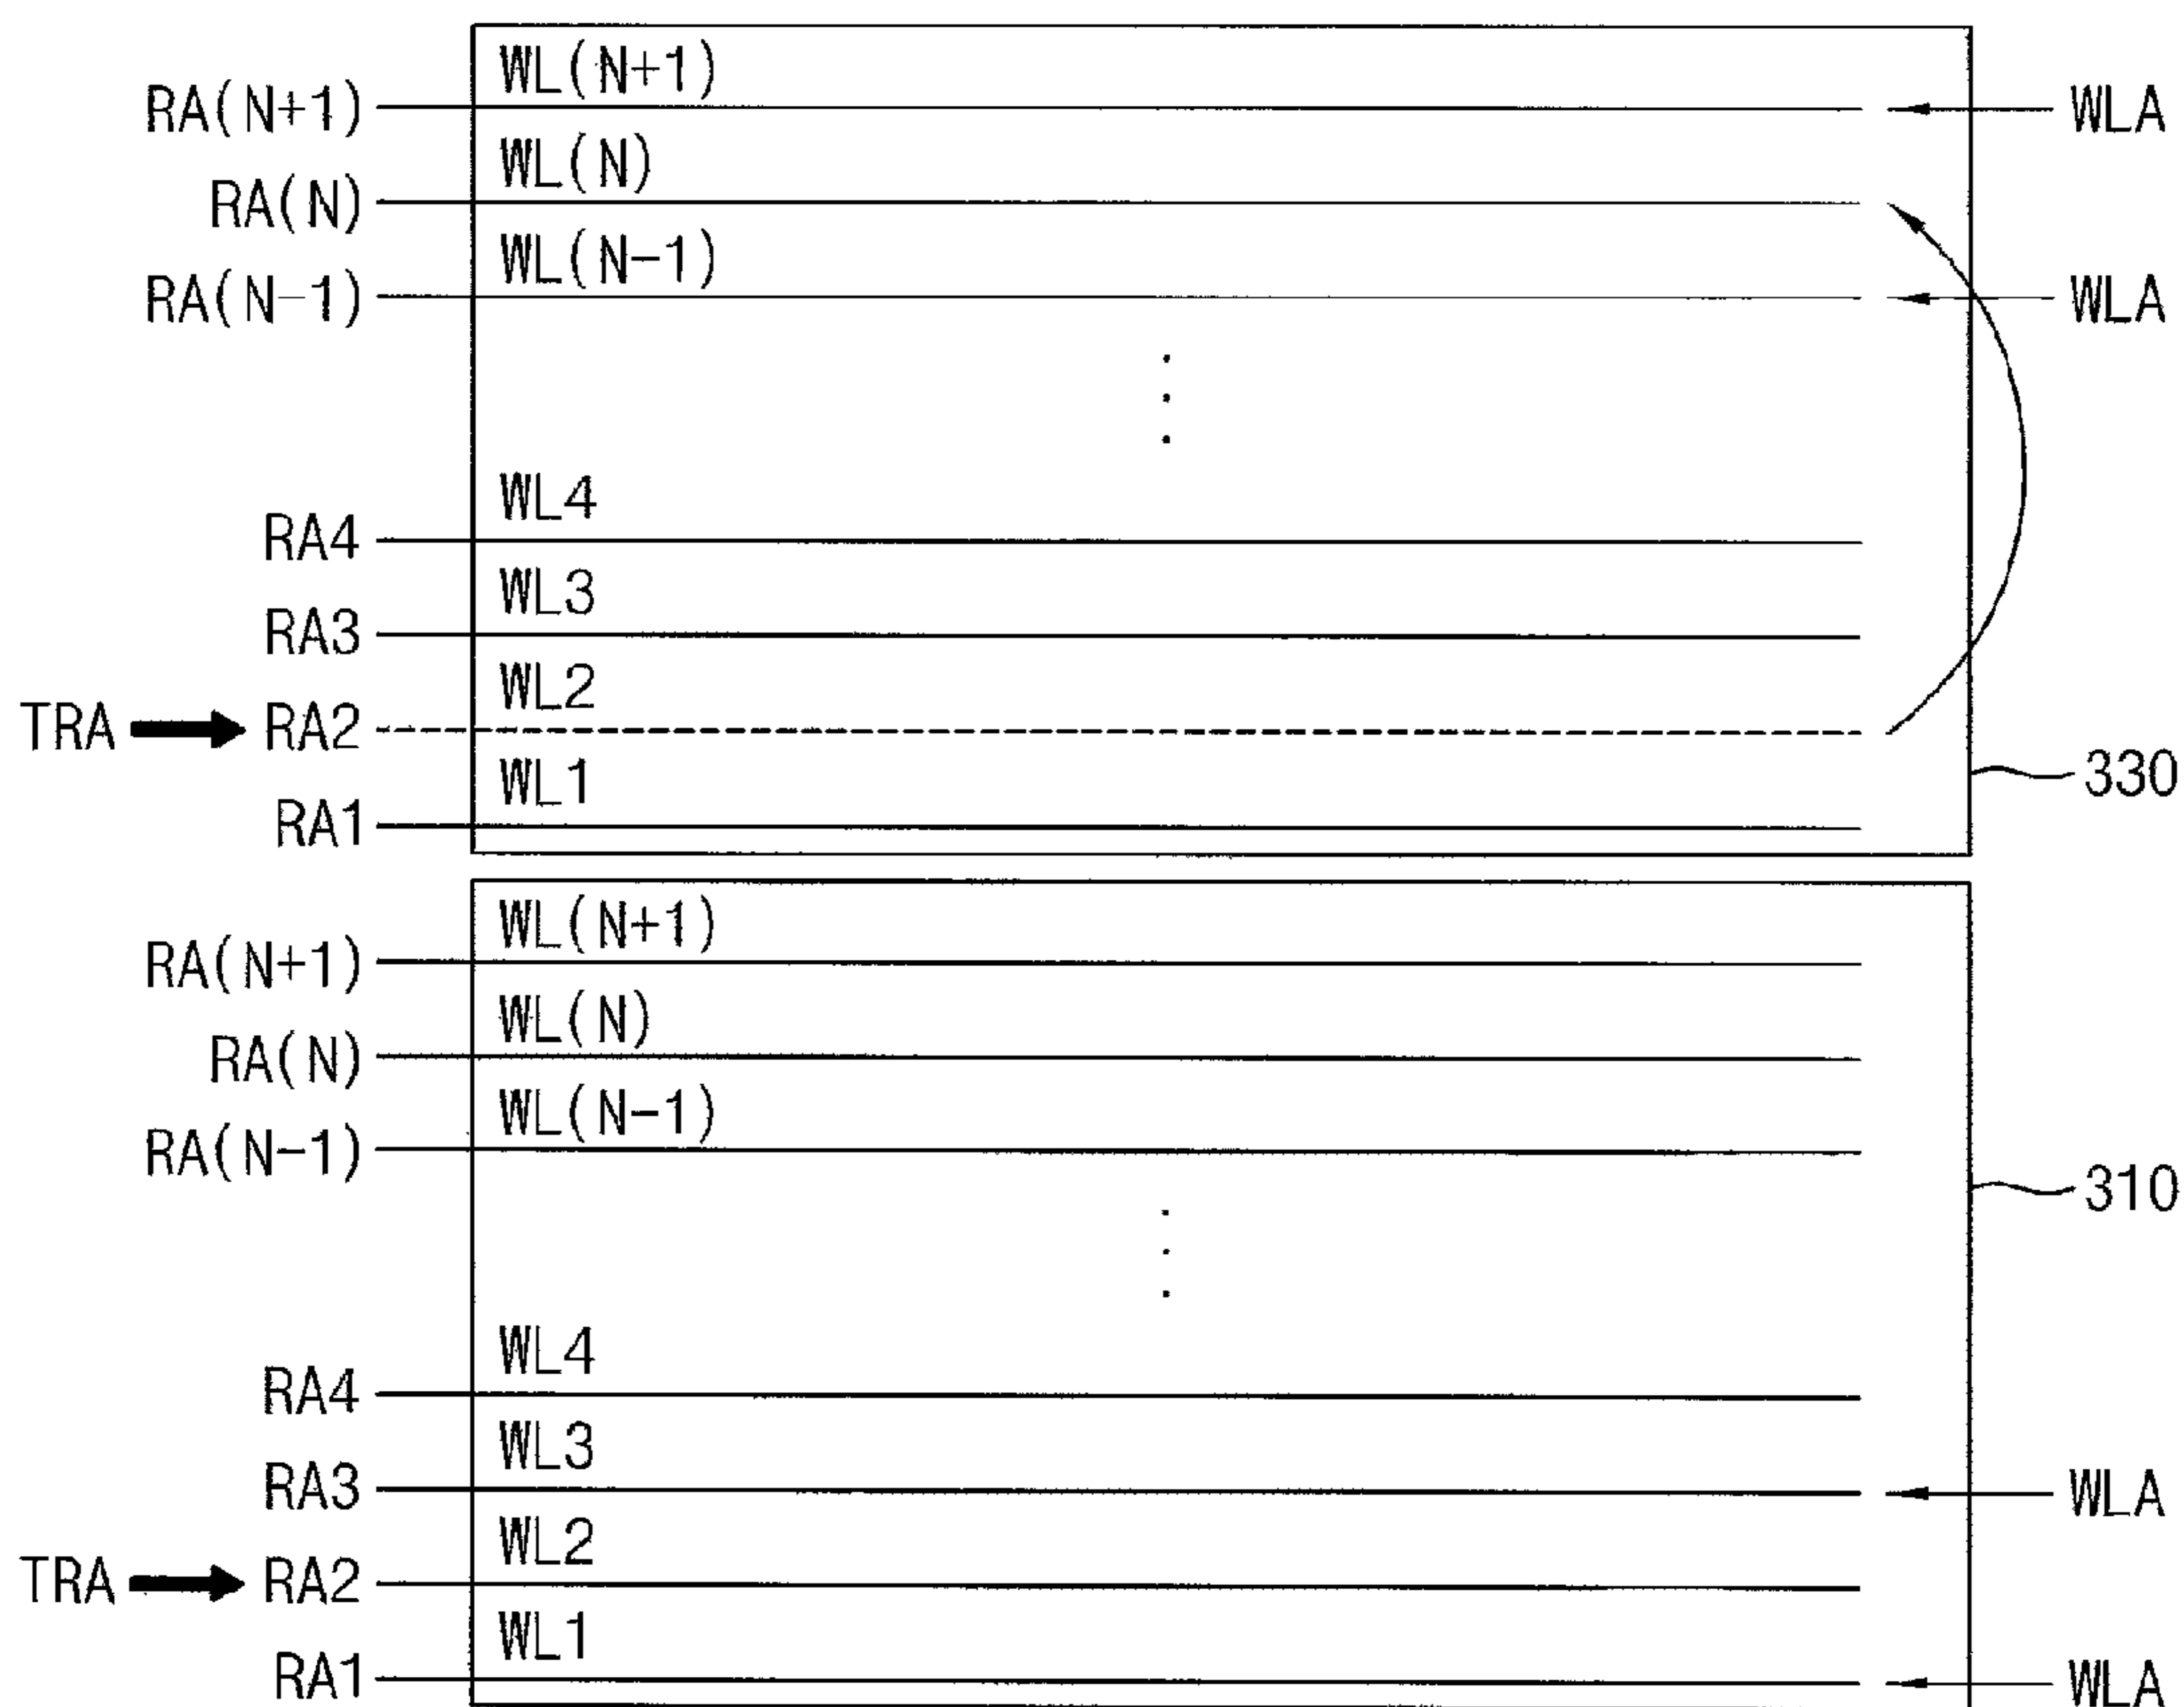 WL(N+1)
RA(N+1) WLA
WL(N)
RA(N)
WL(N-1)
RA(N-1) WLA
WL4
RA4
WL3
RA3
WL2
TRA RA2
WL1 330
RA1
WL(N+1)
RA(N+1)
WL(N)
RA(N)
WL(N-1)
RA(N-1)
310
WL4
RA4
WL3
RA3 WLA
WL2
TRA RA2
WL1
RA1 WLA